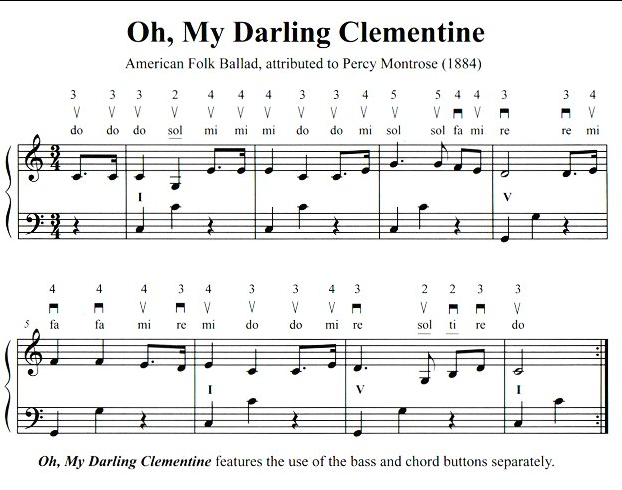 Oh, My Darling Clementine
American Folk Ballad, attributed to Percy Montrose (1884)
3 3 3 2 4 4 4 3 3 4 5 5 4 4 3 3 4
do do do sol mi mi mi do do mi sol sol fa mi re re mi
3
4
I V
3
4
4 4 4 3 4 3 3 4 3 2 2 3 3
5 fa fa mi re mi do do mi re sol ti re do
I V I
Oh, My Darling Clementine features the use of the bass and chord buttons separately.